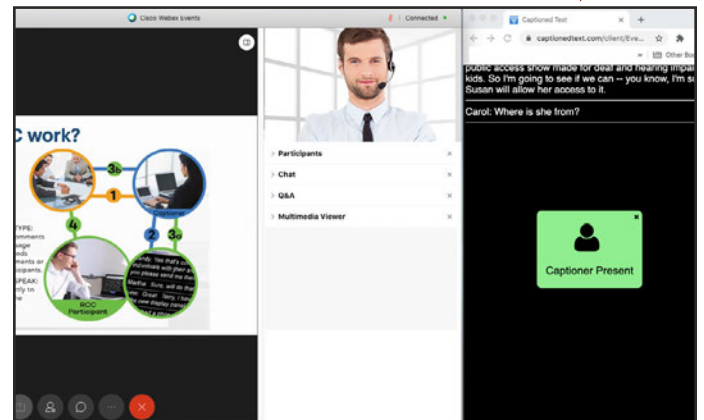 Cisco Webex Events
Connected
C work?
3b
1
Captioner
4
2
3a
TYPE:
RCC
Participant
SPEAK:
Participants
Chat
Q&A
Multimedia Viewer
Captioned Text
captionedtext.com/client/Eve...
Other Boo
public access show made for deaf and hearing impai
kids. So I'm going to see if we can -- you know, I'm su
Susan will allow her access to it.
Carol: Where is she from?
Captioner Present